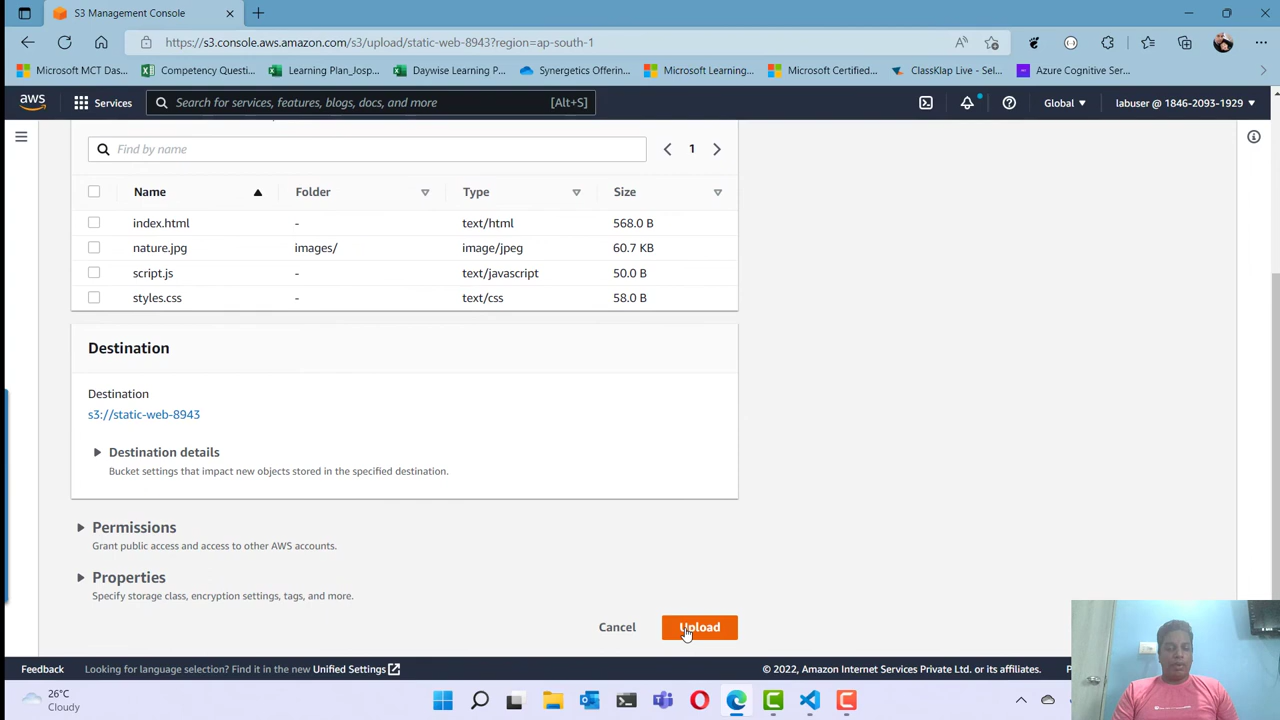 S3 Management Console
https://s3.console.aws.amazon.com/s3/upload/static-web-8943?region=ap-south-1
Microsoft MCT Das... Competency Questi... Learning Plan_Josp... Daywise Learning P... Synergetics Offerin... Microsoft Learning... Microsoft Certified... ClassKlap Live - Sel... Azure Cognitive Ser...
aws Services Search for services, features, blogs, docs, and more [Alt+S] Global labuser @ 1846-2093-1929
Find by name 1
Name Folder Type Size
index.html - text/html 568.0 B
nature.jpg images/ image/jpeg 60.7 KB
script.js - text/javascript 50.0 B
styles.css - text/css 58.0 B
Destination
Destination
s3://static-web-8943
Destination details
Bucket settings that impact new objects stored in the specified destination.
Permissions
Grant public access and access to other AWS accounts.
Properties
Specify storage class, encryption settings, tags, and more.
Cancel Upload
Feedback Looking for language selection? Find it in the new Unified Settings © 2022, Amazon Internet Services Private Ltd. or its affiliates.
26°C
Cloudy